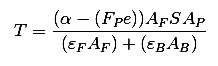 T = \frac{(\alpha - (F_P e)) A_F S A_P}{(\varepsilon_F A_F) + (\varepsilon_B A_B)}